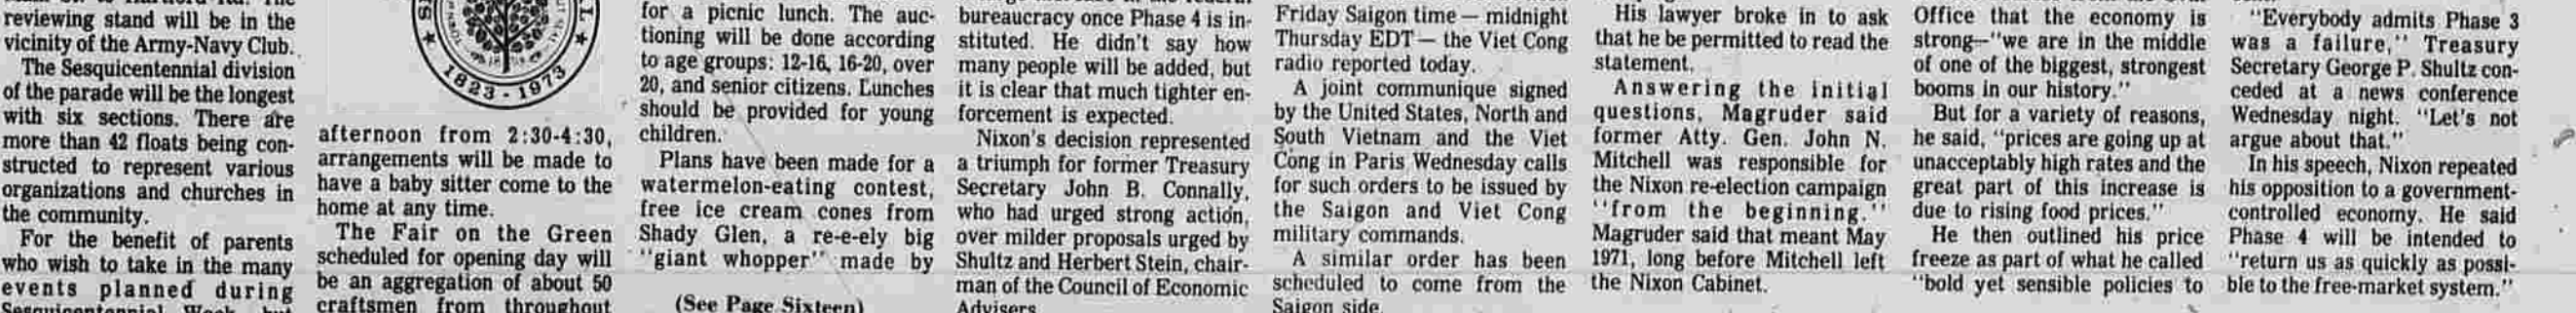 reviewing stand will be in the
vicinity of the Army-Navy Club.
The Sesquicentennial division
of the parade will be the longest
with six sections. There are
more than 42 floats being con-
structed to represent various
organizations and churches in
the community.
For the benefit of parents
who wish to take in the many
events planned during
1823 - 1973
afternoon from 2:30-4:30,
arrangements will be made to
have a baby sitter come to the
home at any time.
The Fair on the Green
scheduled for opening day will
be an aggregation of about 50
craftsmen from throughout
for a picnic lunch. The auc-
tioning will be done according
to age groups: 12-16, 16-20, over
20, and senior citizens. Lunches
should be provided for young
children.
Plans have been made for a
watermelon-eating contest,
free ice cream cones from
Shady Glen, a re-e-ely big
"giant whopper" made by
(See Page Sixteen)
bureaucracy once Phase 4 is in-
stituted. He didn't say how
many people will be added, but
it is clear that much tighter en-
forcement is expected.
Nixon's decision represented
a triumph for former Treasury
Secretary John B. Connally,
who had urged strong action,
over milder proposals urged by
Shultz and Herbert Stein, chair-
man of the Council of Economic
Advisers.
Friday Saigon time — midnight
Thursday EDT — the Viet Cong
radio reported today.
A joint communique signed
by the United States, North and
South Vietnam and the Viet
Cong in Paris Wednesday calls
for such orders to be issued by
the Saigon and Viet Cong
military commands.
A similar order has been
scheduled to come from the
Saigon side.
His lawyer broke in to ask
that he be permitted to read the
statement.
Answering the initial
questions, Magruder said
former Atty. Gen. John N.
Mitchell was responsible for
the Nixon re-election campaign
"from the beginning."
Magruder said that meant May
1971, long before Mitchell left
the Nixon Cabinet.
Office that the economy is
strong—"we are in the middle
of one of the biggest, strongest
booms in our history."
But for a variety of reasons,
he said, "prices are going up at
unacceptably high rates and the
great part of this increase is
due to rising food prices."
He then outlined his price
freeze as part of what he called
"bold yet sensible policies to
"Everybody admits Phase 3
was a failure," Treasury
Secretary George P. Shultz con-
ceded at a news conference
Wednesday night. "Let's not
argue about that."
In his speech, Nixon repeated
his opposition to a government-
controlled economy. He said
Phase 4 will be intended to
"return us as quickly as possi-
ble to the free-market system."